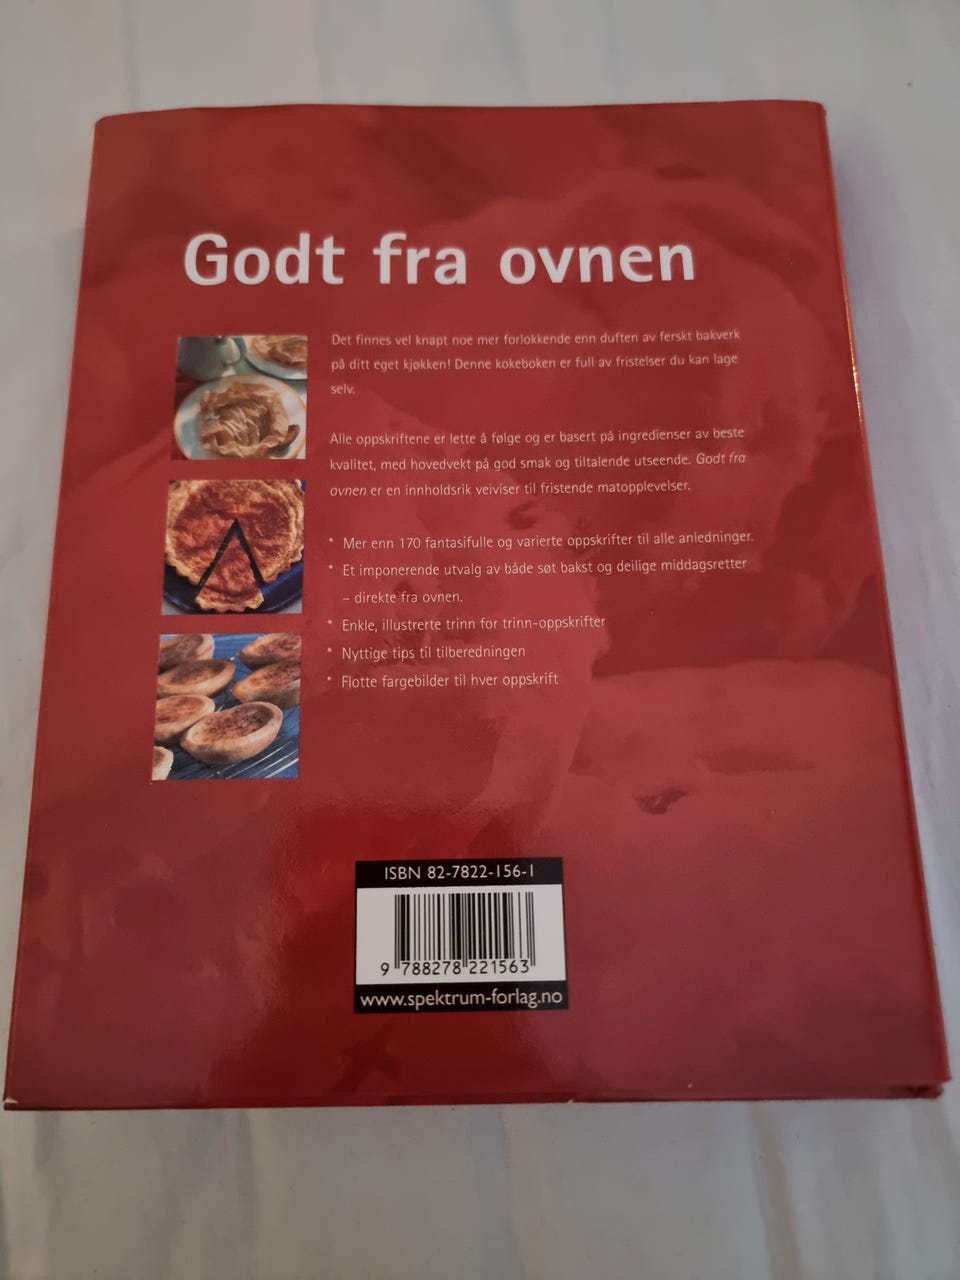 Godt fra ovnen
Det finnes vel knapt noe mer forlokkende enn duften av ferskt bakverk
på ditt eget kjøkken! Denne kokeboken er full av fristelser du kan lage
selv.
Alle oppskriftene er lette å følge og er basert på ingredienser av beste
kvalitet, med hovedvekt på god smak og tiltalende utseende. Godt fra
ovnen er en innholdsrik veiviser til fristende matopplevelser.
* Mer enn 170 fantasifulle og varierte oppskrifter til alle anledninger.
* Et imponerende utvalg av både søt bakst og deilige middagsretter
– direkte fra ovnen.
* Enkle, illustrerte trinn for trinn-oppskrifter
* Nyttige tips til tilberedningen
* Flotte fargebilder til hver oppskrift
ISBN 82-7822-156-1
9 788278 221563
www.spektrum-forlag.no